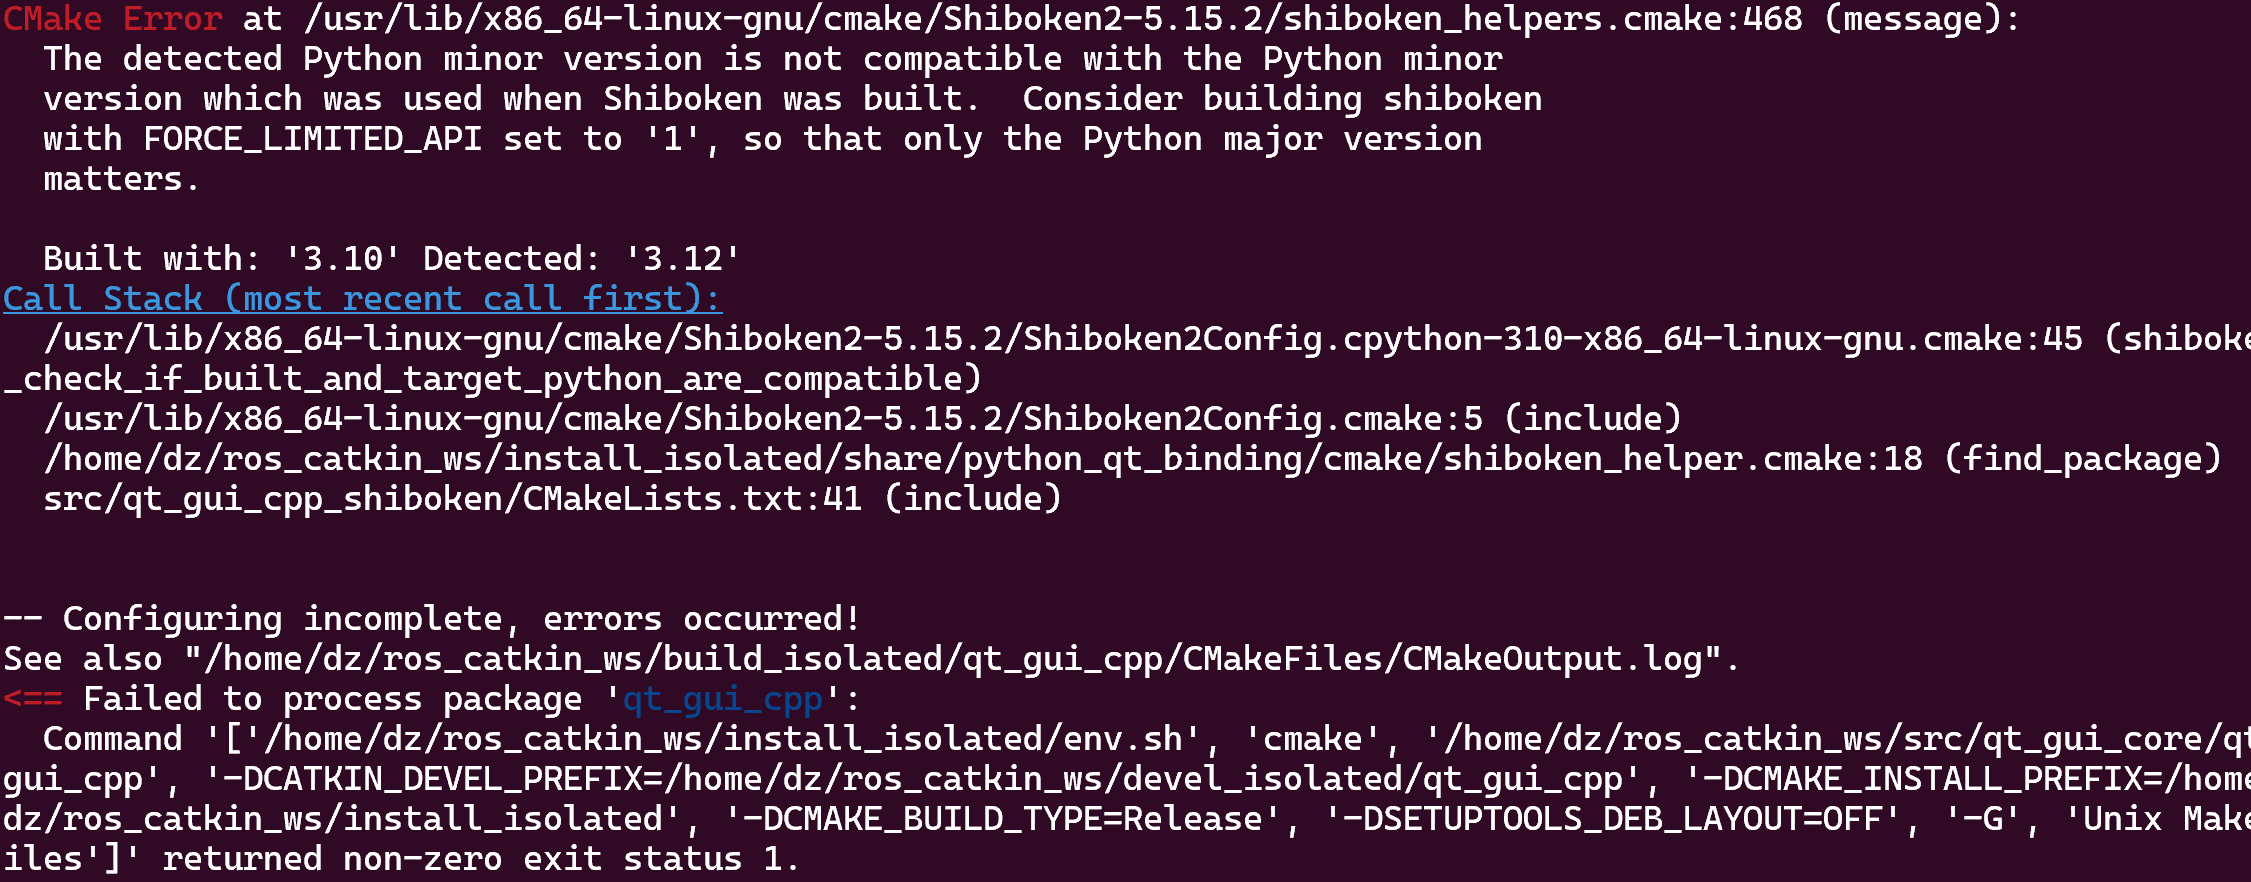 CMake Error at /usr/lib/x86_64-linux-gnu/cmake/Shiboken2-5.15.2/shiboken_helpers.cmake:468 (message):
  The detected Python minor version is not compatible with the Python minor
  version which was used when Shiboken was built.  Consider building shiboken
  with FORCE_LIMITED_API set to '1', so that only the Python major version
  matters.

  Built with: '3.10' Detected: '3.12'
Call Stack (most recent call first):
  /usr/lib/x86_64-linux-gnu/cmake/Shiboken2-5.15.2/Shiboken2Config.cpython-310-x86_64-linux-gnu.cmake:45 (shiboke
_check_if_built_and_target_python_are_compatible)
  /usr/lib/x86_64-linux-gnu/cmake/Shiboken2-5.15.2/Shiboken2Config.cmake:5 (include)
  /home/dz/ros_catkin_ws/install_isolated/share/python_qt_binding/cmake/shiboken_helper.cmake:18 (find_package)
  src/qt_gui_cpp_shiboken/CMakeLists.txt:41 (include)

-- Configuring incomplete, errors occurred!
See also "/home/dz/ros_catkin_ws/build_isolated/qt_gui_cpp/CMakeFiles/CMakeOutput.log".
<== Failed to process package 'qt_gui_cpp':
  Command '['/home/dz/ros_catkin_ws/install_isolated/env.sh', 'cmake', '/home/dz/ros_catkin_ws/src/qt_gui_core/qt
gui_cpp', '-DCATKIN_DEVEL_PREFIX=/home/dz/ros_catkin_ws/devel_isolated/qt_gui_cpp', '-DCMAKE_INSTALL_PREFIX=/home
dz/ros_catkin_ws/install_isolated', '-DCMAKE_BUILD_TYPE=Release', '-DSETUPTOOLS_DEB_LAYOUT=OFF', '-G', 'Unix Make
iles']' returned non-zero exit status 1.